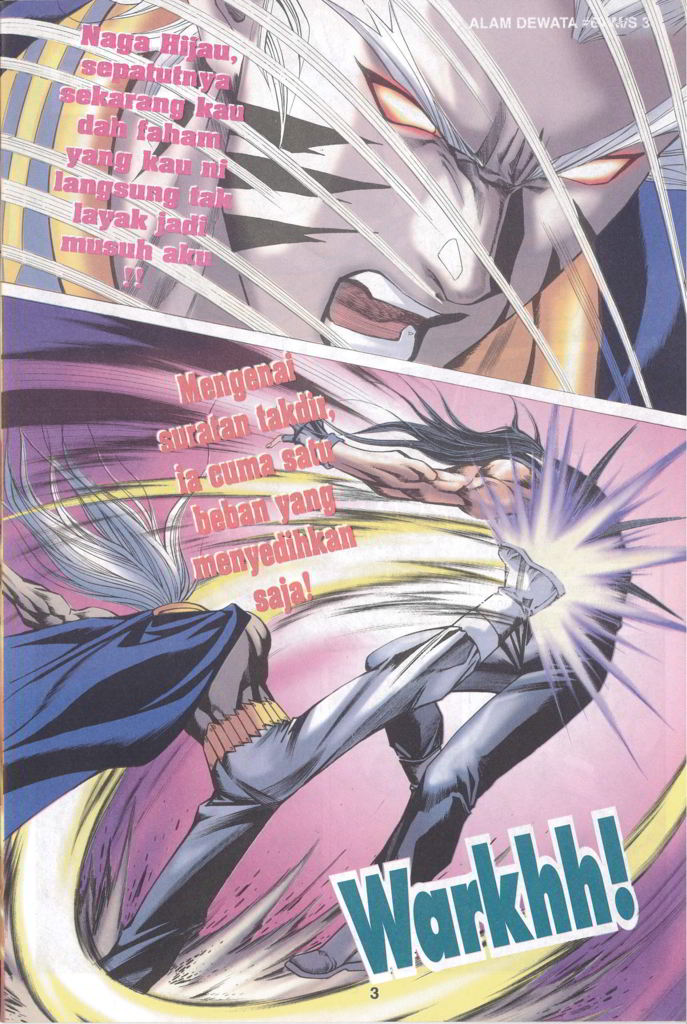 ALAM DEWATA
Naga Hijau,
sepatutnya
sekarang kau
dah faham
yang kau ni
langsung tak
layak jadi
musuh aku
!!
Mengenai
suratan takdir,
ia cuma satu
beban yang
menyedihkan
saja!
Warkhh!
3